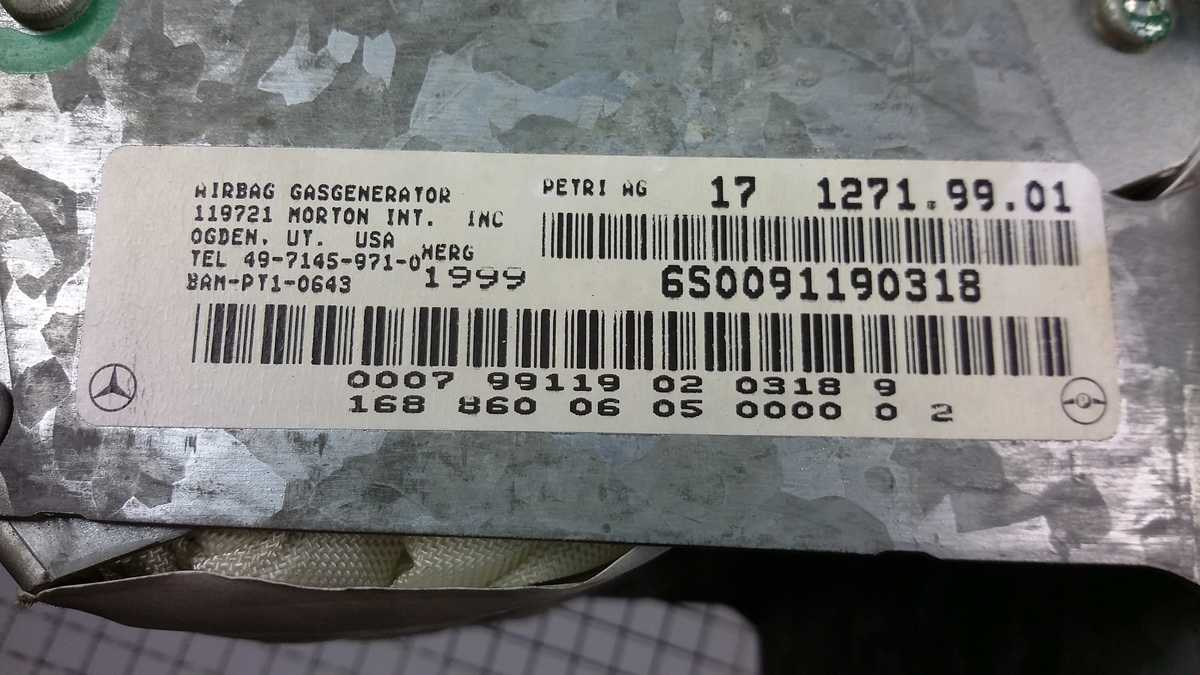 AIRBAG GASGENERATOR
119721 MORTON INT. INC
OGDEN, UT. USA
TEL 49-7145-971-0
BAM-PT1-0643
HERG
1999
PETRI AG
17 1271.99.01
6S0091190318
0007 99119 02 0318 9
168 860 06 05 0000 0 2